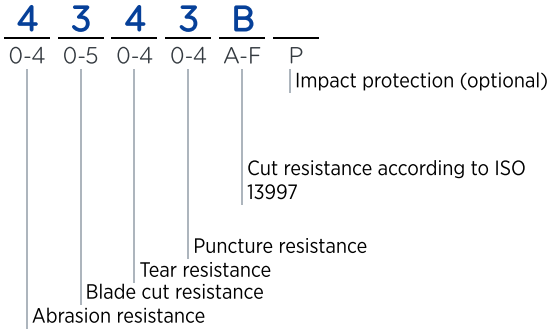 4 3 4 3 B
0-4 0-5 0-4 0-4 A-F P
Impact protection (optional)
Cut resistance according to ISO
13997
Puncture resistance
Tear resistance
Blade cut resistance
Abrasion resistance